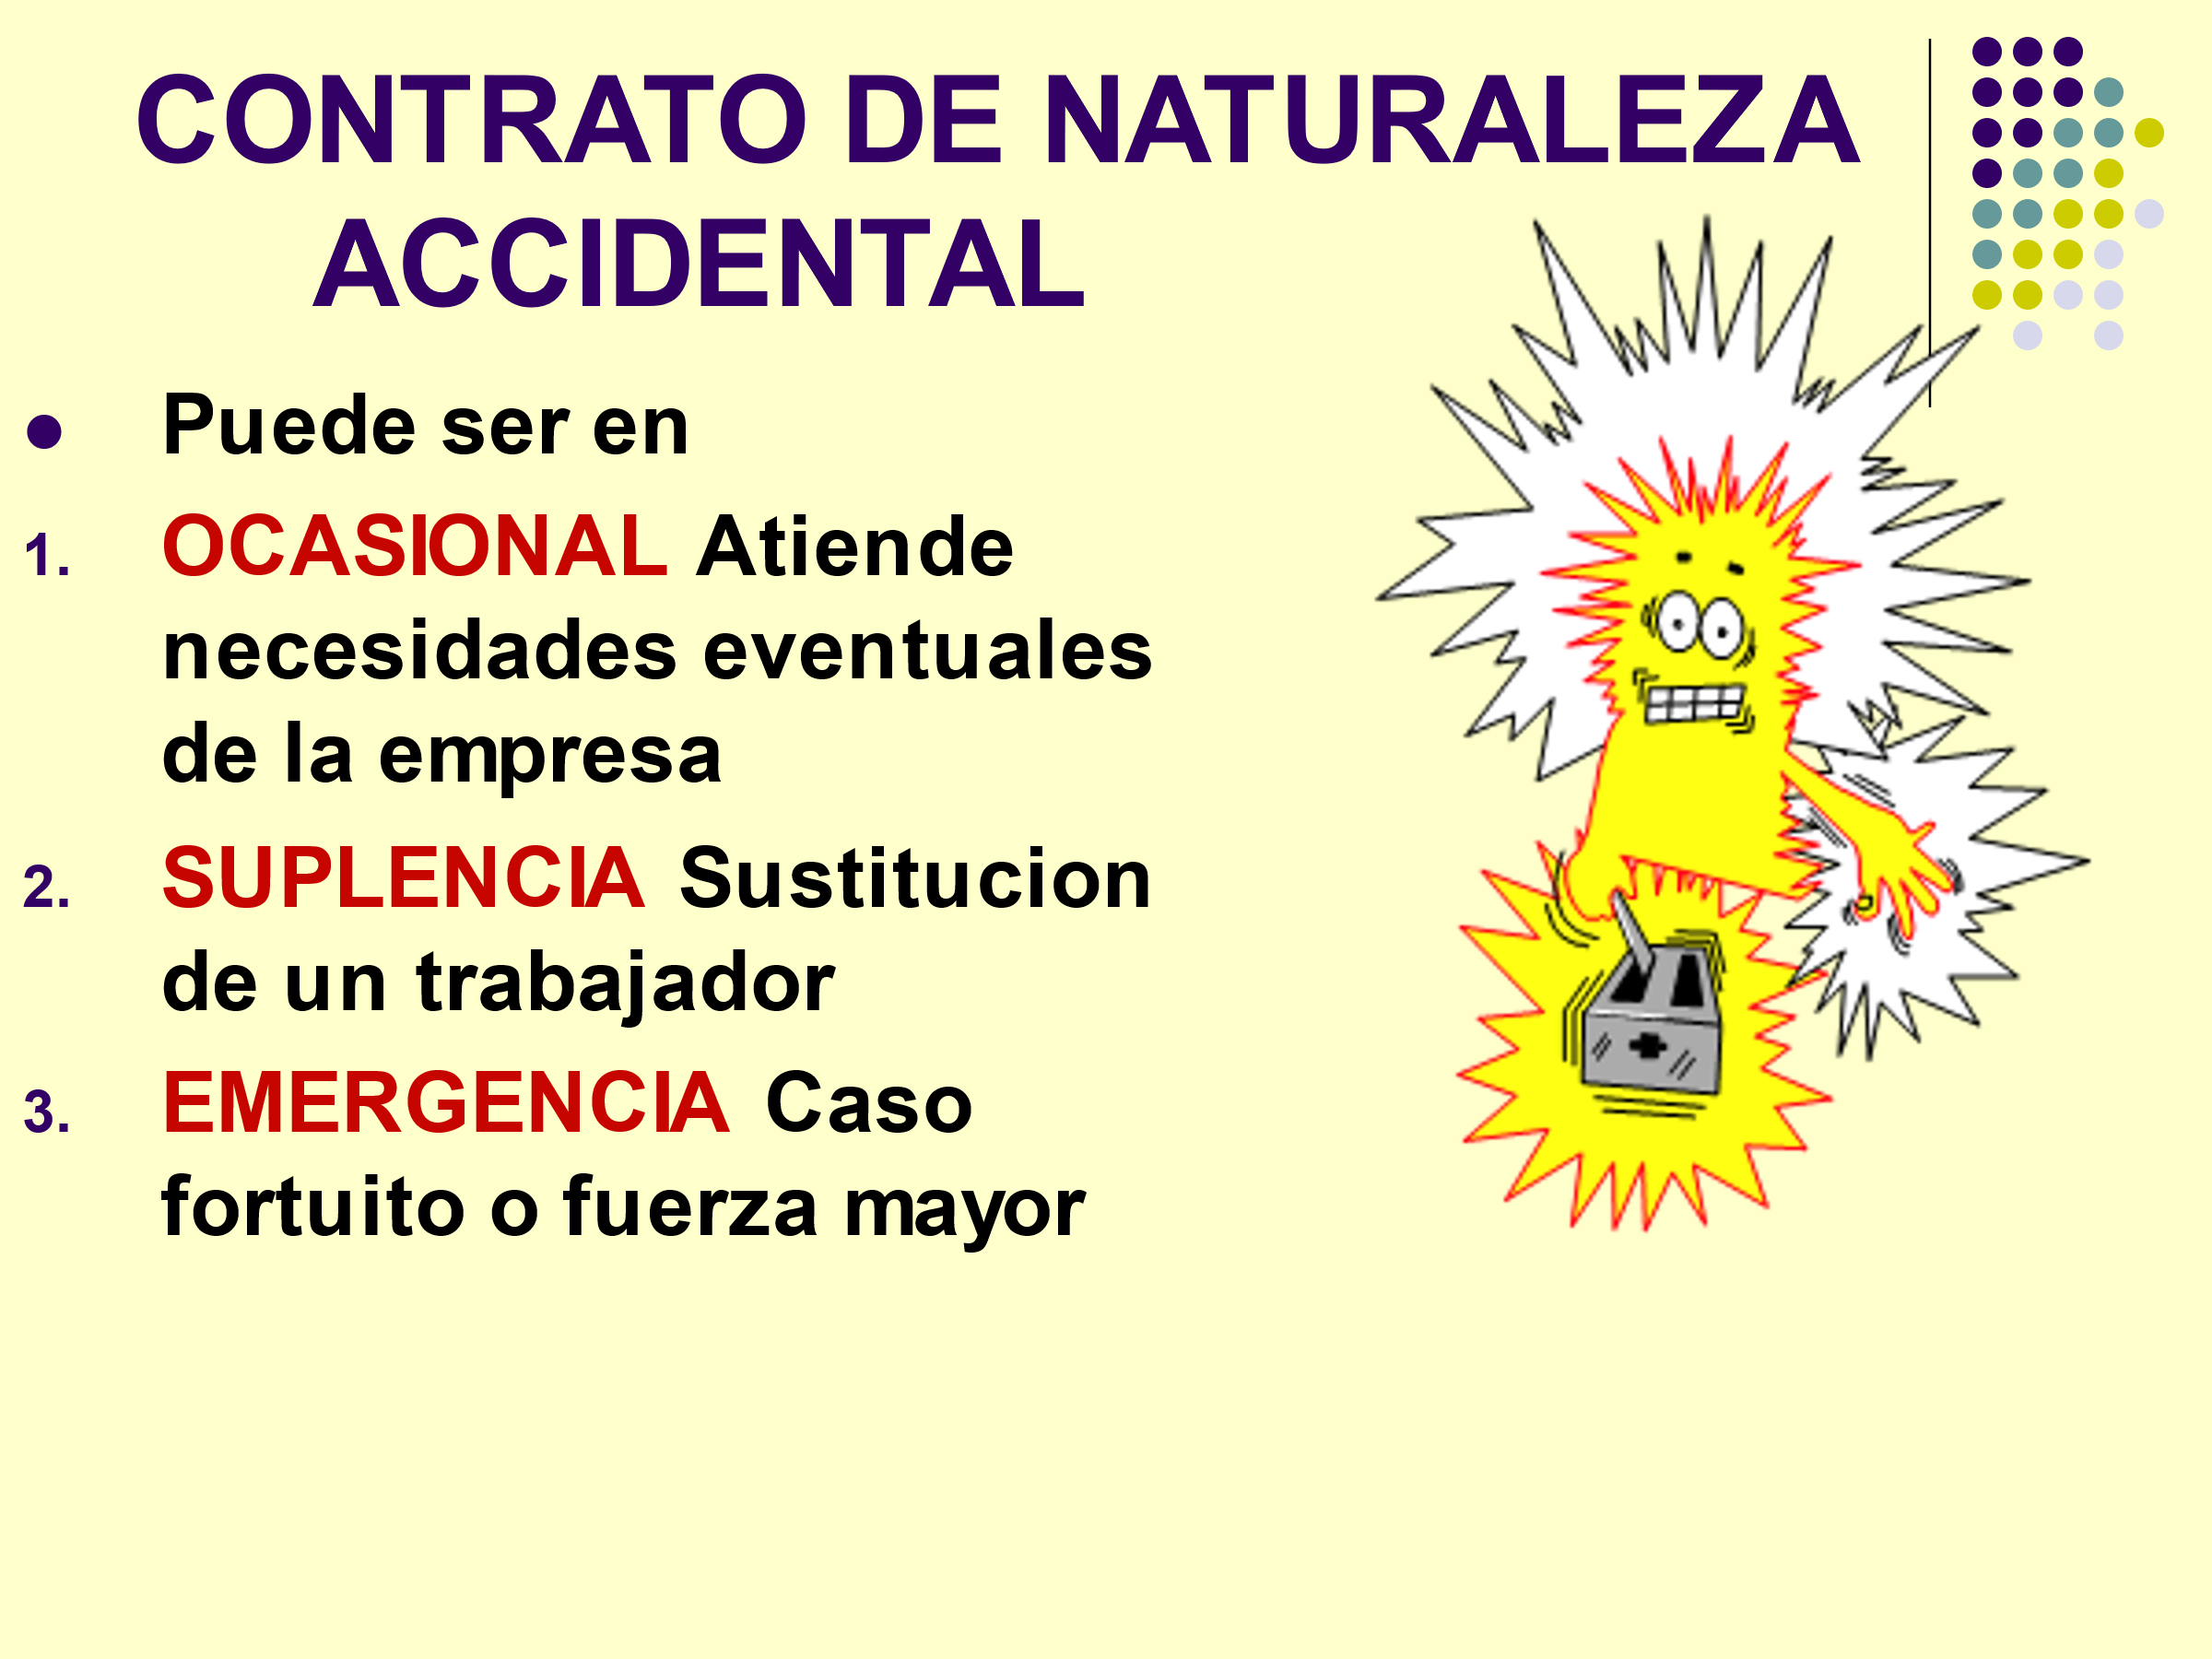 CONTRATO DE NATURALEZA
ACCIDENTAL
● Puede ser en
1. OCASIONAL Atiende
necesidades eventuales
de la empresa
2. SUPLENCIA Sustitucion
de un trabajador
3. EMERGENCIA Caso
fortuito o fuerza mayor